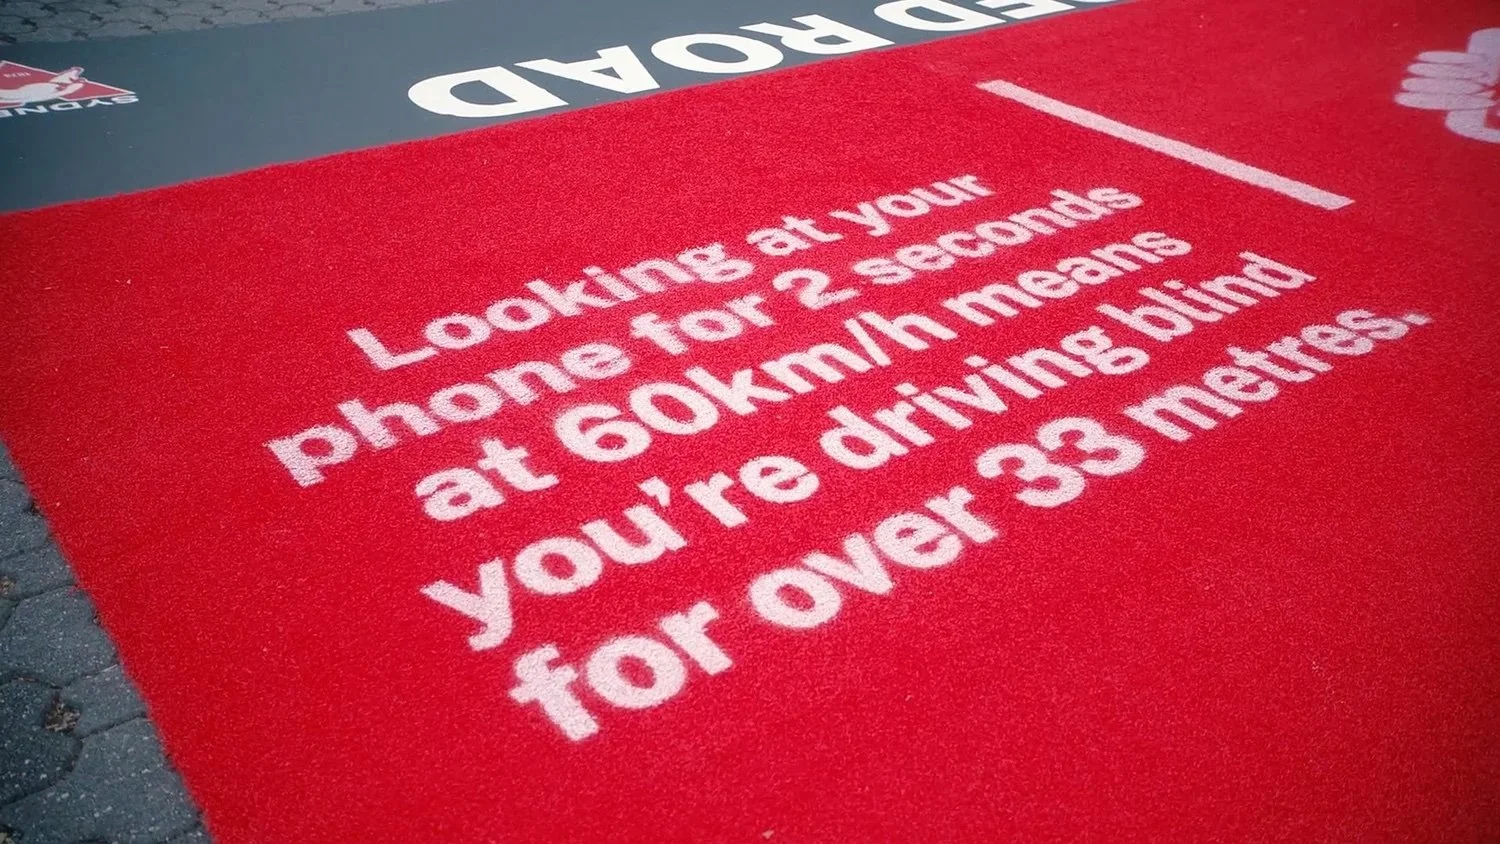 Looking at your
phone for 2 seconds
at 60km/h means
you're driving blind
for over 33 metres.
ROAD